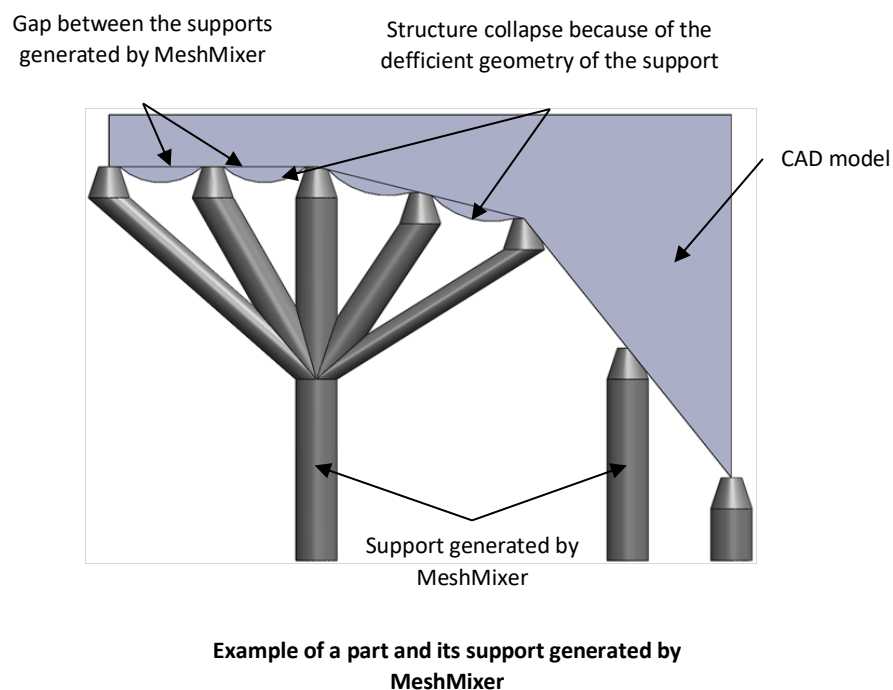 Gap between the supports
generated by MeshMixer
Structure collapse because of the
defficient geometry of the support
CAD model
Support generated by
MeshMixer
Example of a part and its support generated by
MeshMixer